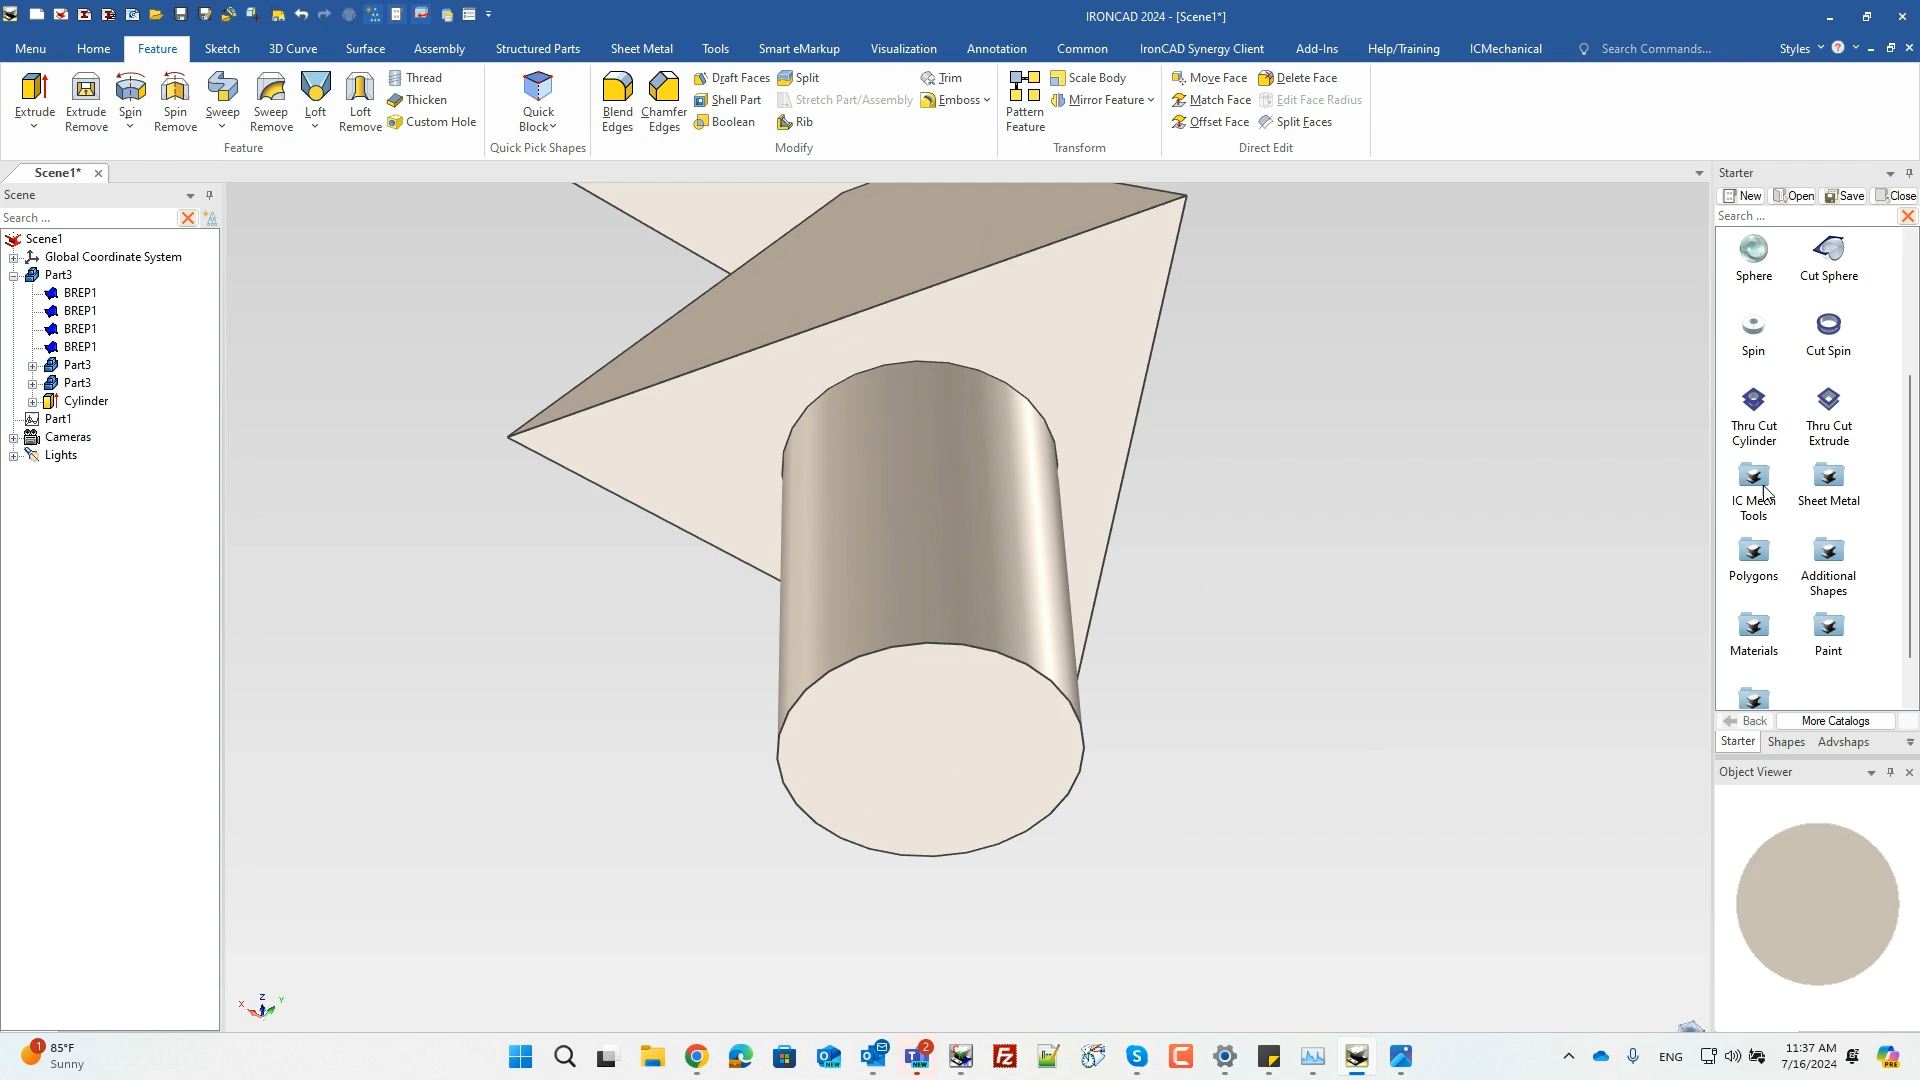 IRONCAD 2024 - [Scene1*]
Menu Home Feature Sketch 3D Curve Surface Assembly Structured Parts Sheet Metal Tools Smart eMarkup Visualization Annotation Common IronCAD Synergy Client Add-Ins Help/Training ICMechanical Search Commands... Styles
Extrude
Extrude
Remove
Spin
Spin
Remove
Sweep
Sweep
Remove
Loft
Loft
Remove
Thread
Thicken
Custom Hole
Feature
Quick
Block
Quick Pick Shapes
Blend
Edges
Chamfer
Edges
Draft Faces
Shell Part
Boolean
Split
Stretch Part/Assembly
Rib
Trim
Emboss
Modify
Pattern
Feature
Scale Body
Mirror Feature
Transform
Move Face
Match Face
Offset Face
Delete Face
Edit Face Radius
Split Faces
Direct Edit
Scene1*
Scene
Search ...
Scene1
Global Coordinate System
Part3
BREP1
BREP1
BREP1
BREP1
Part3
Part3
Cylinder
Part1
Cameras
Lights
X Z Y
Starter
New Open Save Close
Search ...
Sphere Cut Sphere
Spin Cut Spin
Thru Cut
Cylinder
Thru Cut
Extrude
IC Mech
Tools
Sheet Metal
Polygons
Additional
Shapes
Materials Paint
Back More Catalogs
Starter Shapes Advshaps
Object Viewer
1
85°F
Sunny
NEW
2
NEW
ENG
11:37 AM
7/16/2024
PRE